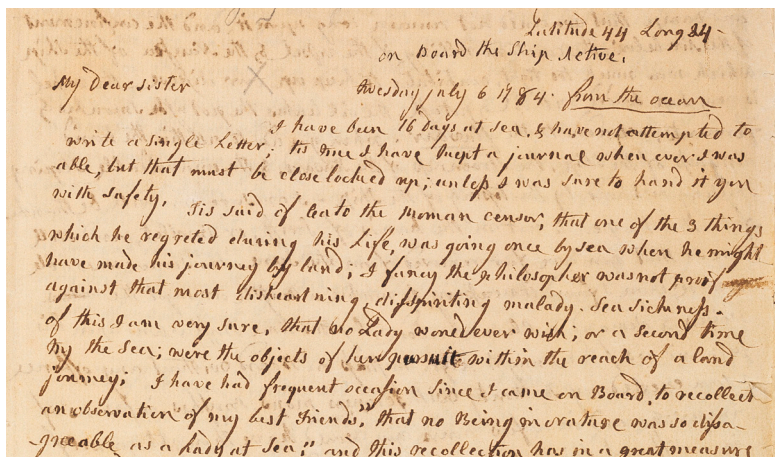 Latitude 44 Long 24-
on Board the Ship Active.
My dear sister
Tuesday july 6 1784. from the ocean
I have been 16 days at sea, & have not attempted to
write a single Letter; tis true I have kept a journal when ever I was
able, but that must be close locked up; unless I was sure to hand it you
with safety.
Tis said of Cato the Roman censor, that one of the 3 things
which he regreted during his Life, was going once by sea when he might
have made his journey by land; I fancy the philosopher was not proof
against that most disheartning, dispiriting malady. Sea sickness.
of this I am very sure, that no Lady would ever wish; or a second time
try the Sea; were the objects of her pursuit within the reach of a land
journey; I have had frequent occasion since I came on Board, to recollect
an observation of my best Friends," that no Being in nature was so disa-
-greeable as a Lady at Sea," and this recollection has in a great measure